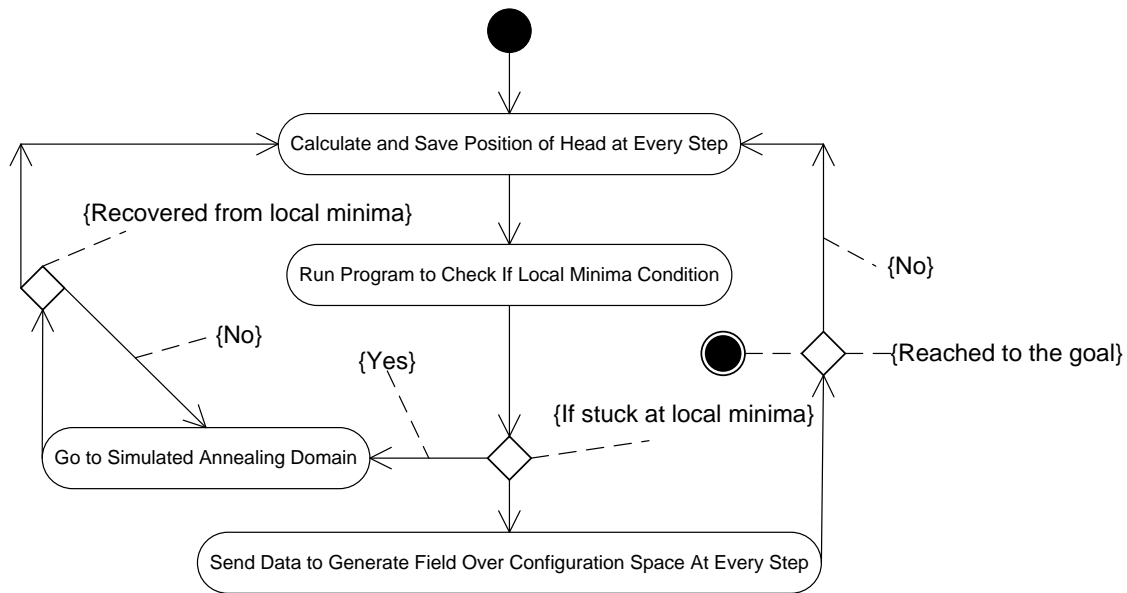 Calculate and Save Position of Head at Every Step
{Recovered from local minima}
Run Program to Check If Local Minima Condition
{No}
{No}
{Yes}
{Reached to the goal}
{If stuck at local minima}
Go to Simulated Annealing Domain
Send Data to Generate Field Over Configuration Space At Every Step